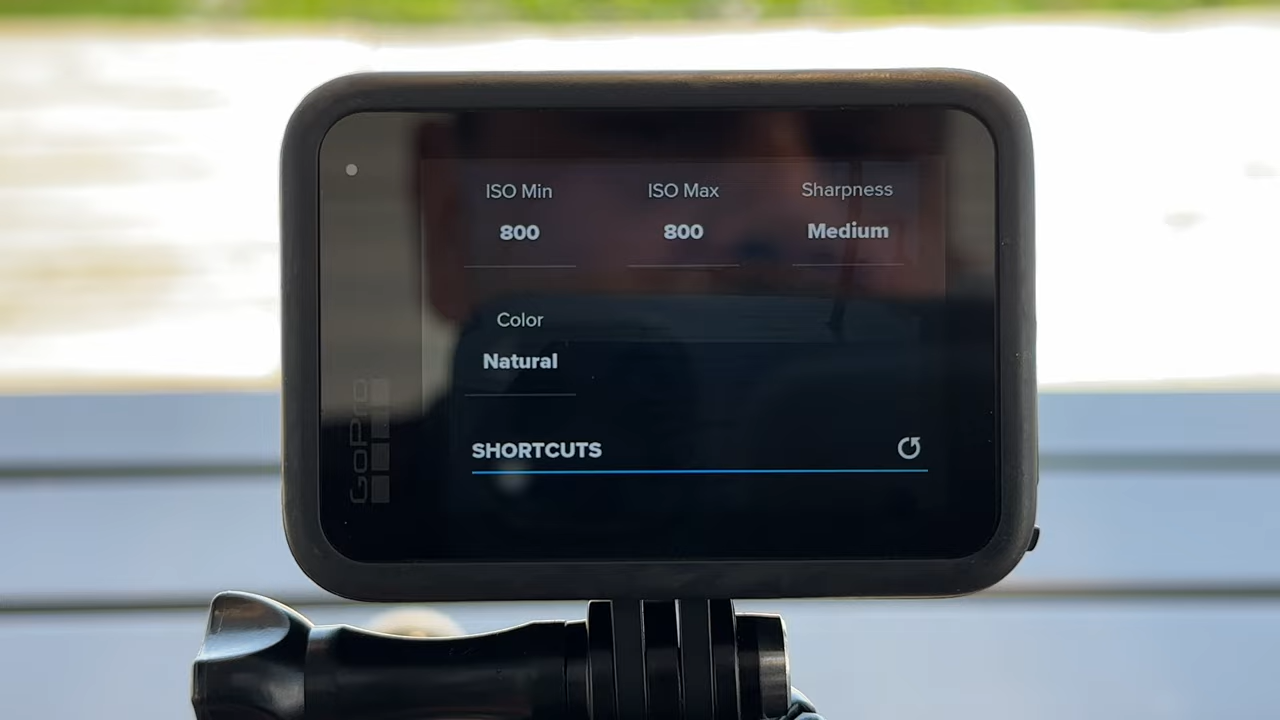 ISO Min
ISO Max
Sharpness
800
800
Medium
Color
Natural
SHORTCUTS
GoPro